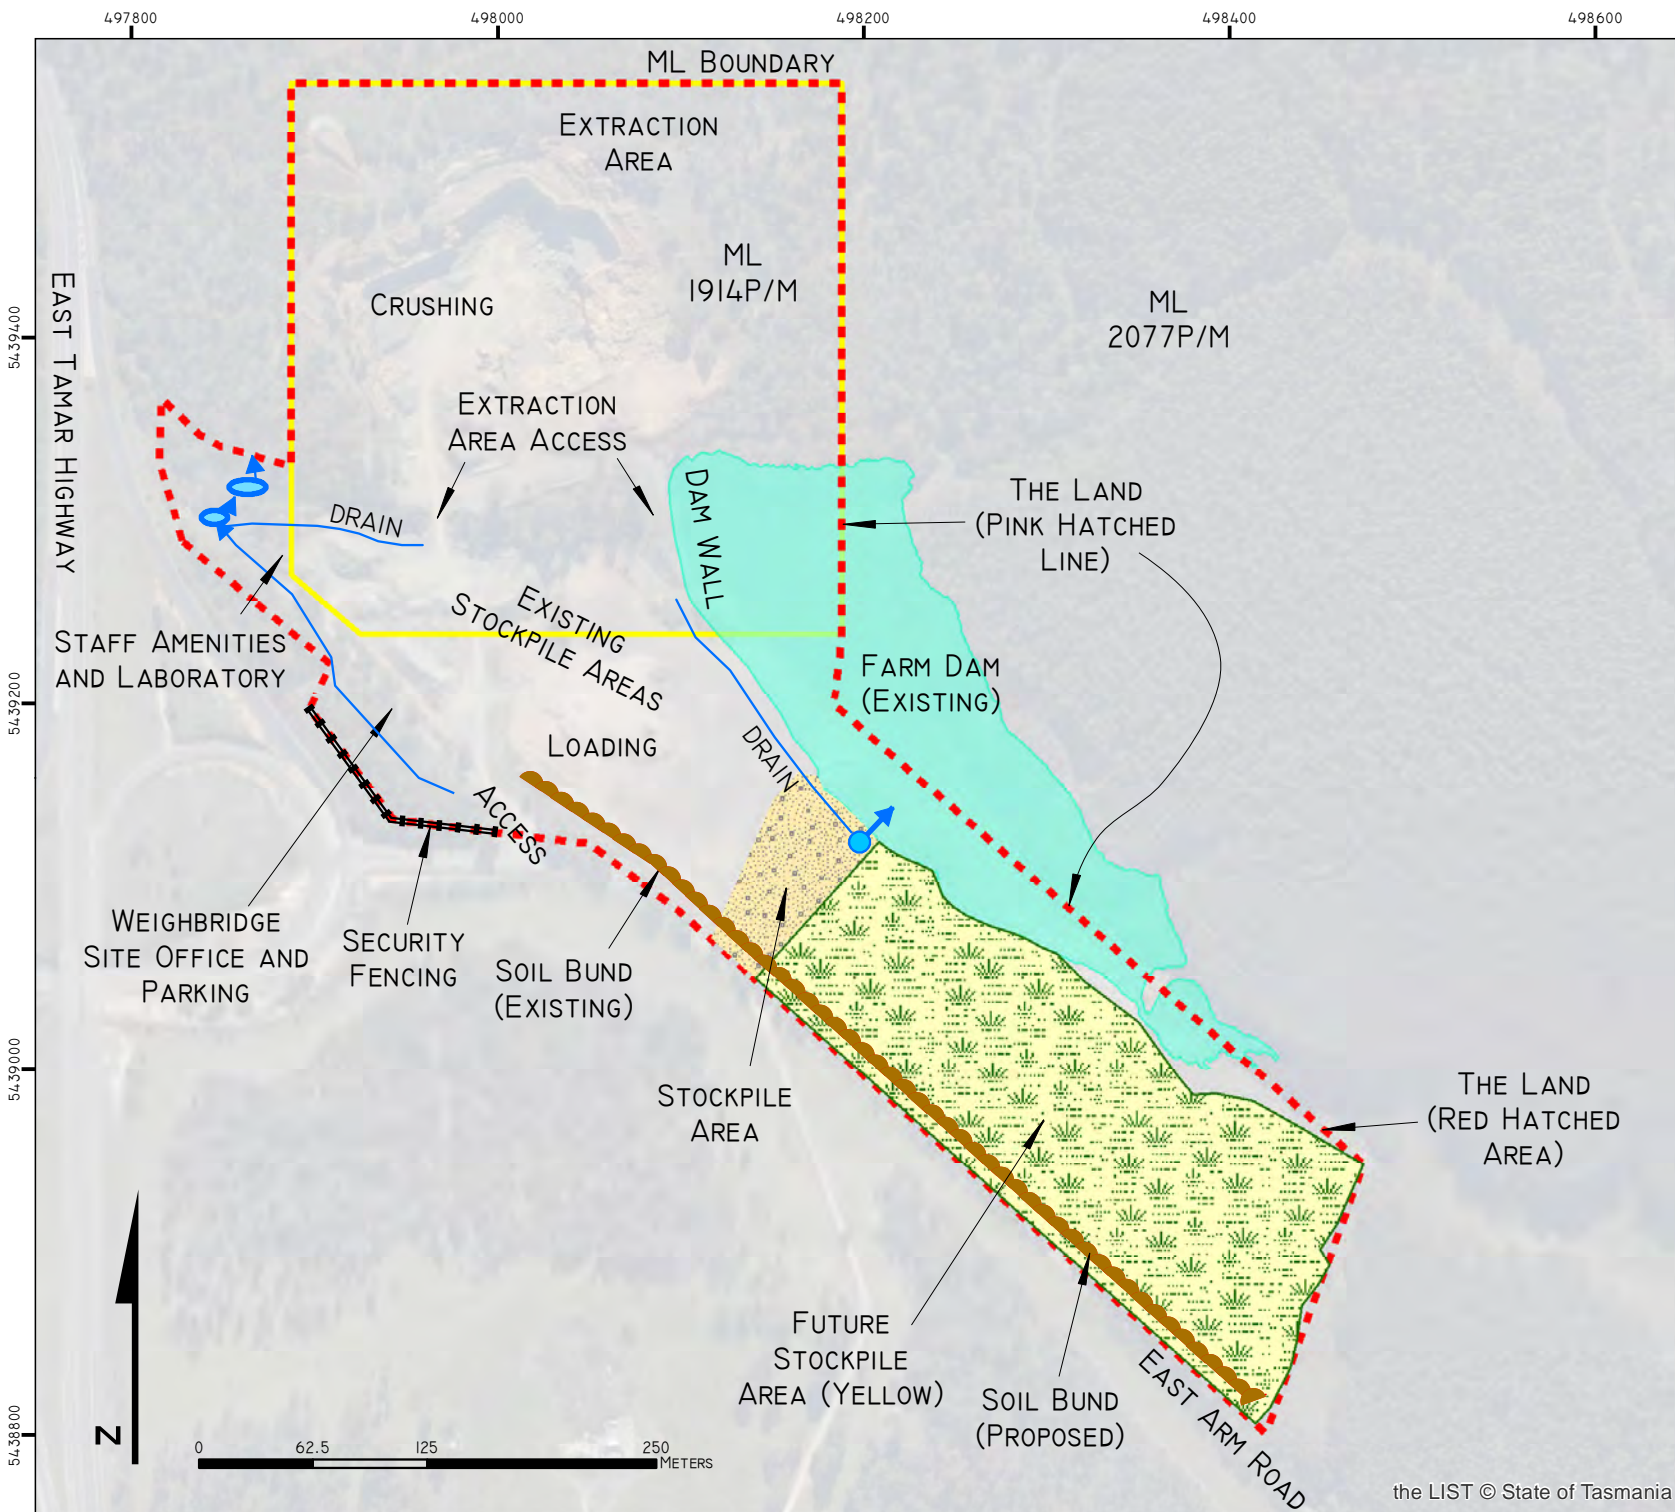 497800
498000
498200
498400
498600
ML BOUNDARY
EXTRACTION
AREA
ML
1914P/M
CRUSHING
ML
2077P/M
5439400
EAST TAMAR HIGHWAY
EXTRACTION
AREA ACCESS
DAM WALL
THE LAND
(PINK HATCHED
LINE)
DRAIN
EXISTING
STOCKPILE AREAS
STAFF AMENITIES
AND LABORATORY
FARM DAM
(EXISTING)
5439200
LOADING
DRAIN
ACCESS
WEIGHBRIDGE
SITE OFFICE AND
PARKING
SECURITY
FENCING
SOIL BUND
(EXISTING)
5439000
STOCKPILE
AREA
THE LAND
(RED HATCHED
AREA)
FUTURE
STOCKPILE
AREA (YELLOW)
SOIL BUND
(PROPOSED)
EAST ARM ROAD
5438800
N
0
62.5
125
250
METERS
the LIST © State of Tasmania